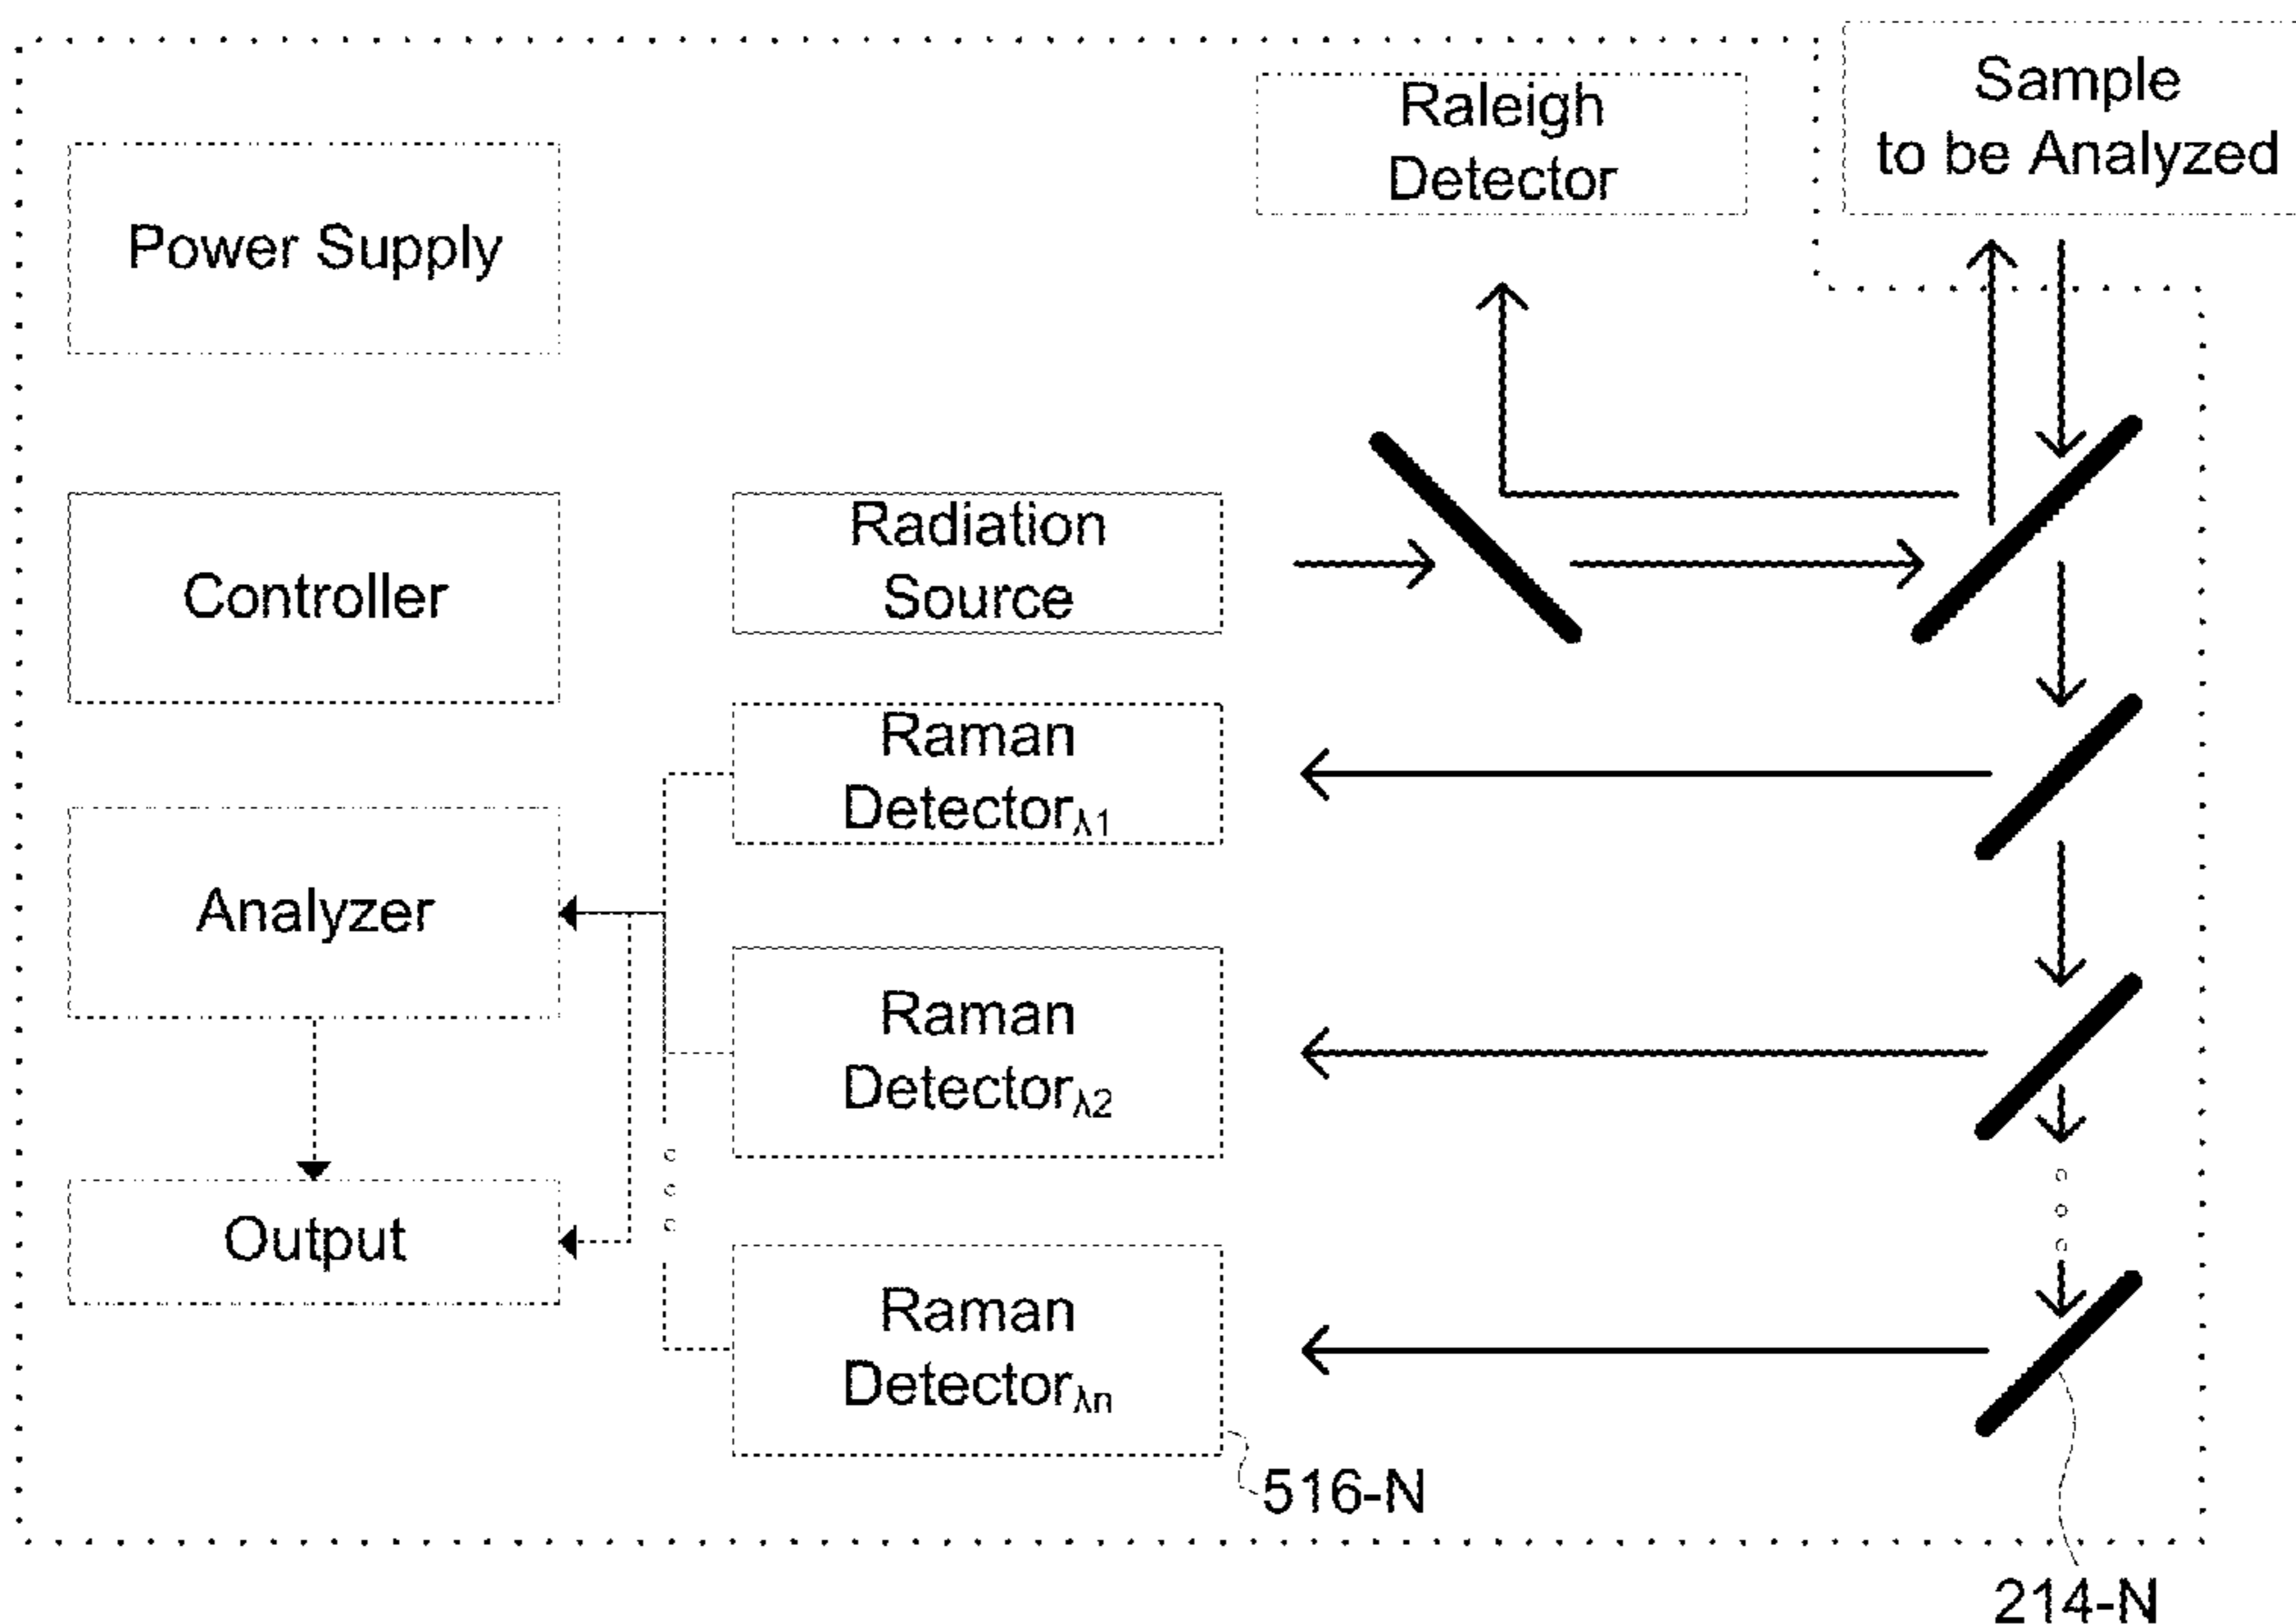 Sample
to be Analyzed
Raleigh
Detector
Power Supply
Radiation
Source
Controller
Raman
Detectorλ1
Analyzer
Raman
Detectorλ2
Output
Raman
Detectorλn
516-N
214-N